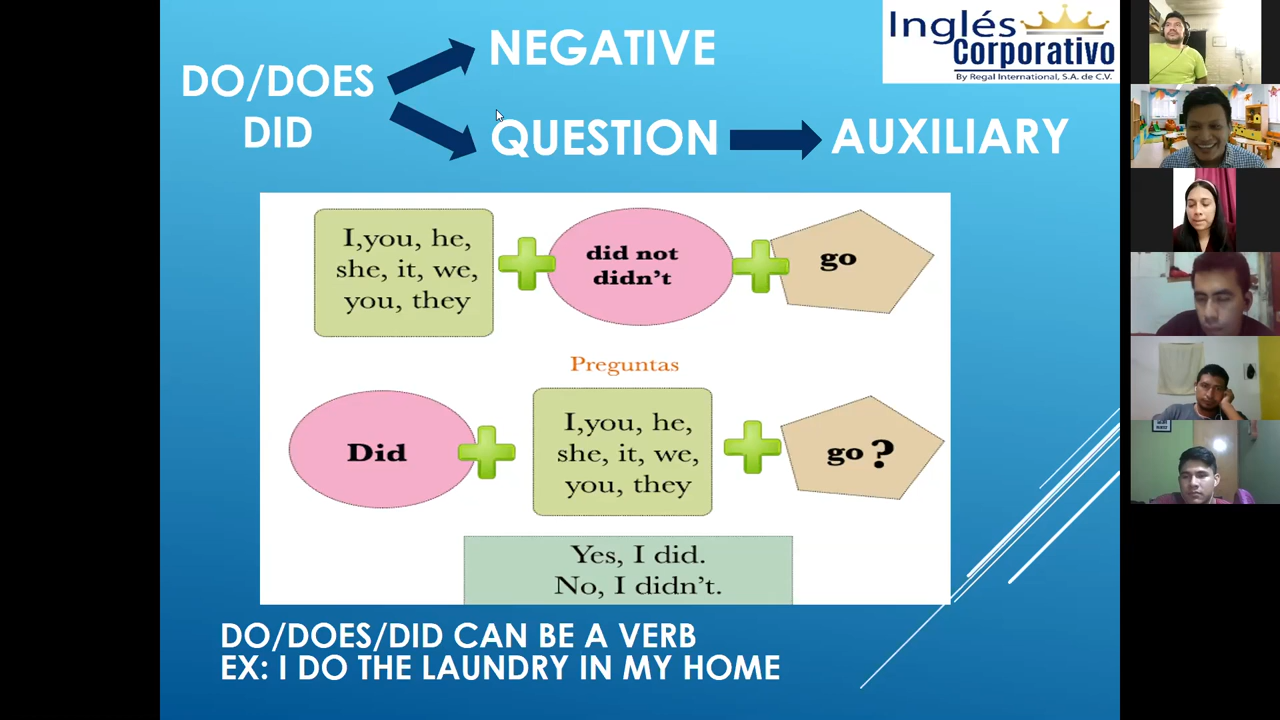 DO/DOES
DID
NEGATIVE
QUESTION
AUXILIARY
Inglés
Corporativo
By Regal International, S.A. de C.V.
I,you, he,
she, it, we,
you, they
did not
didn't
go
Preguntas
Did
I,you, he,
she, it, we,
you, they
go ?
Yes, I did.
No, I didn't.
DO/DOES/DID CAN BE A VERB
EX: I DO THE LAUNDRY IN MY HOME